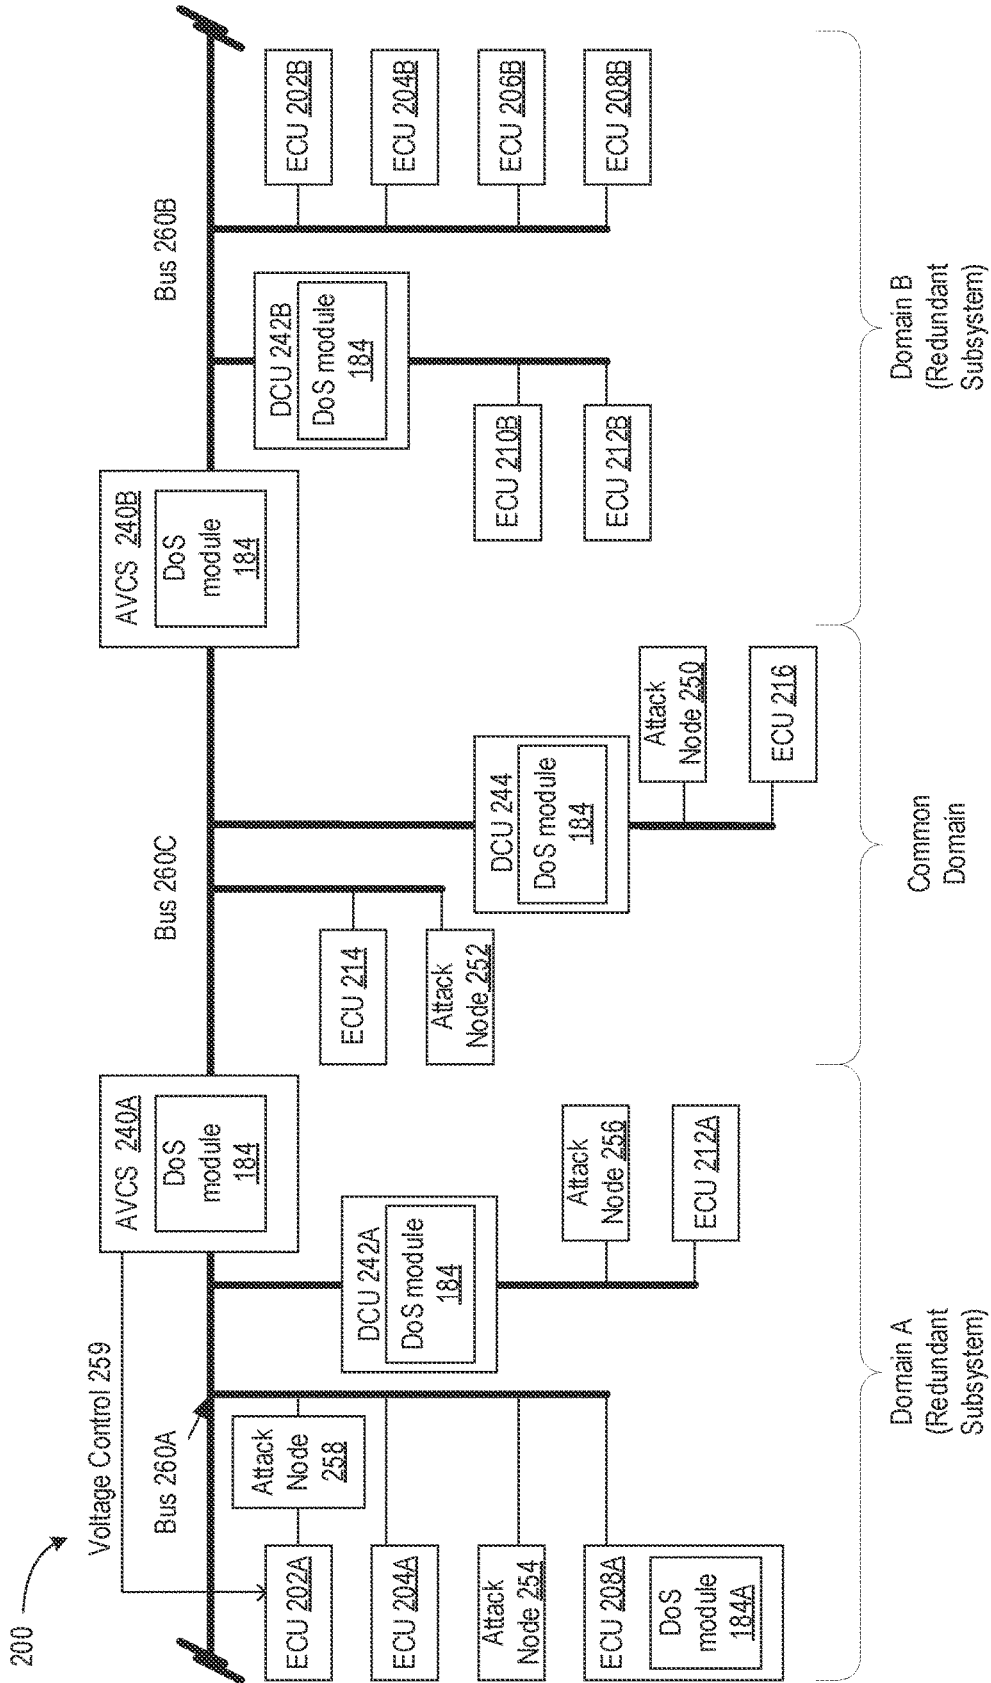 200
Voltage Control 259
Bus 260A
Bus 260C
Bus 260B
AVCS 240A
DoS
module
184
AVCS 240B
DoS
module
184
ECU 202A
Attack
Node
258
ECU 204A
Attack
Node 254
ECU 208A
DoS
module
184A
DCU 242A
DoS module
184
Attack
Node 256
ECU 212A
ECU 214
Attack
Node 252
DCU 244
DoS module
184
Attack
Node 250
ECU 216
DCU 242B
DoS module
184
ECU 210B
ECU 212B
ECU 202B
ECU 204B
ECU 206B
ECU 208B
Domain A
(Redundant
Subsystem)
Common
Domain
Domain B
(Redundant
Subsystem)